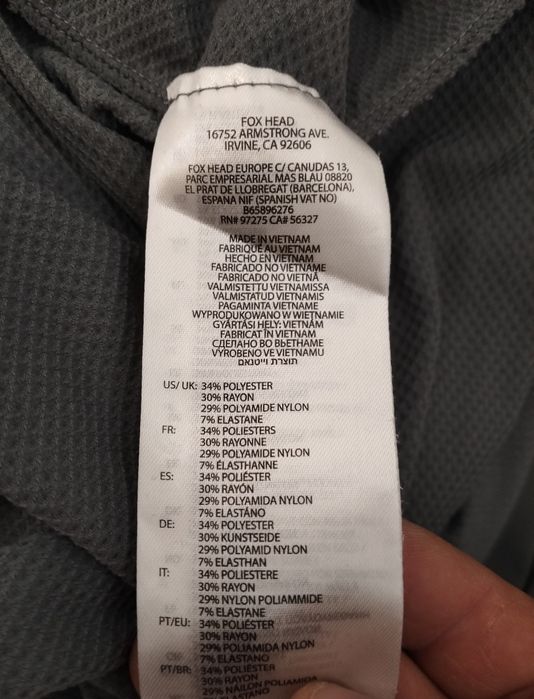 FOX HEAD
16752 ARMSTRONG AVE.
IRVINE, CA 92606
FOX HEAD EUROPE C/ CANUDAS 13,
PARC EMPRESARIAL MAS BLAU 08820
EL PRAT DE LLOBREGAT (BARCELONA),
ESPANA NIF (SPANISH VAT NO)
B65896276
RN# 97275 CA# 56327
MADE IN VIETNAM
FABRIQUÉ AU VIETNAM
HECHO EN VIETNAM
FABRICADO NO VIETNAME
FABRICADO NO VIETNÃ
VALMISTETTU VIETNAMISSA
VALMISTATUD VIETNAMIS
PAGAMINTA VIETNAME
WYPRODUKOWANO W WIETNAMIE
GYÁRTÁSI HELY: VIETNÁM
FABRICAT ÎN VIETNAM
СДЕЛАНО ВО ВЬЕТНАМЕ
VYROBENO VE VIETNAMU
תוצרת וייטנאם
US/ UK: 34% POLYESTER
30% RAYON
29% POLYAMIDE NYLON
7% ELASTANE
FR: 34% POLIESTERS
30% RAYONNE
29% POLYAMIDE NYLON
7% ÉLASTHANNE
ES: 34% POLIÉSTER
30% RAYÓN
29% POLYAMIDA NYLON
7% ELASTÁNO
DE: 34% POLYESTER
30% KUNSTSEIDE
29% POLYAMID NYLON
7% ELASTHAN
IT: 34% POLIESTERE
30% RAYON
29% NYLON POLIAMMIDE
7% ELASTANE
PT/EU: 34% POLIÉSTER
30% RAYON
29% POLIAMIDA NYLON
7% ELASTANO
PT/BR: 34% POLIÉSTER
30% RAYON
29% NÁILON POLIAMIDA
ELASTANO